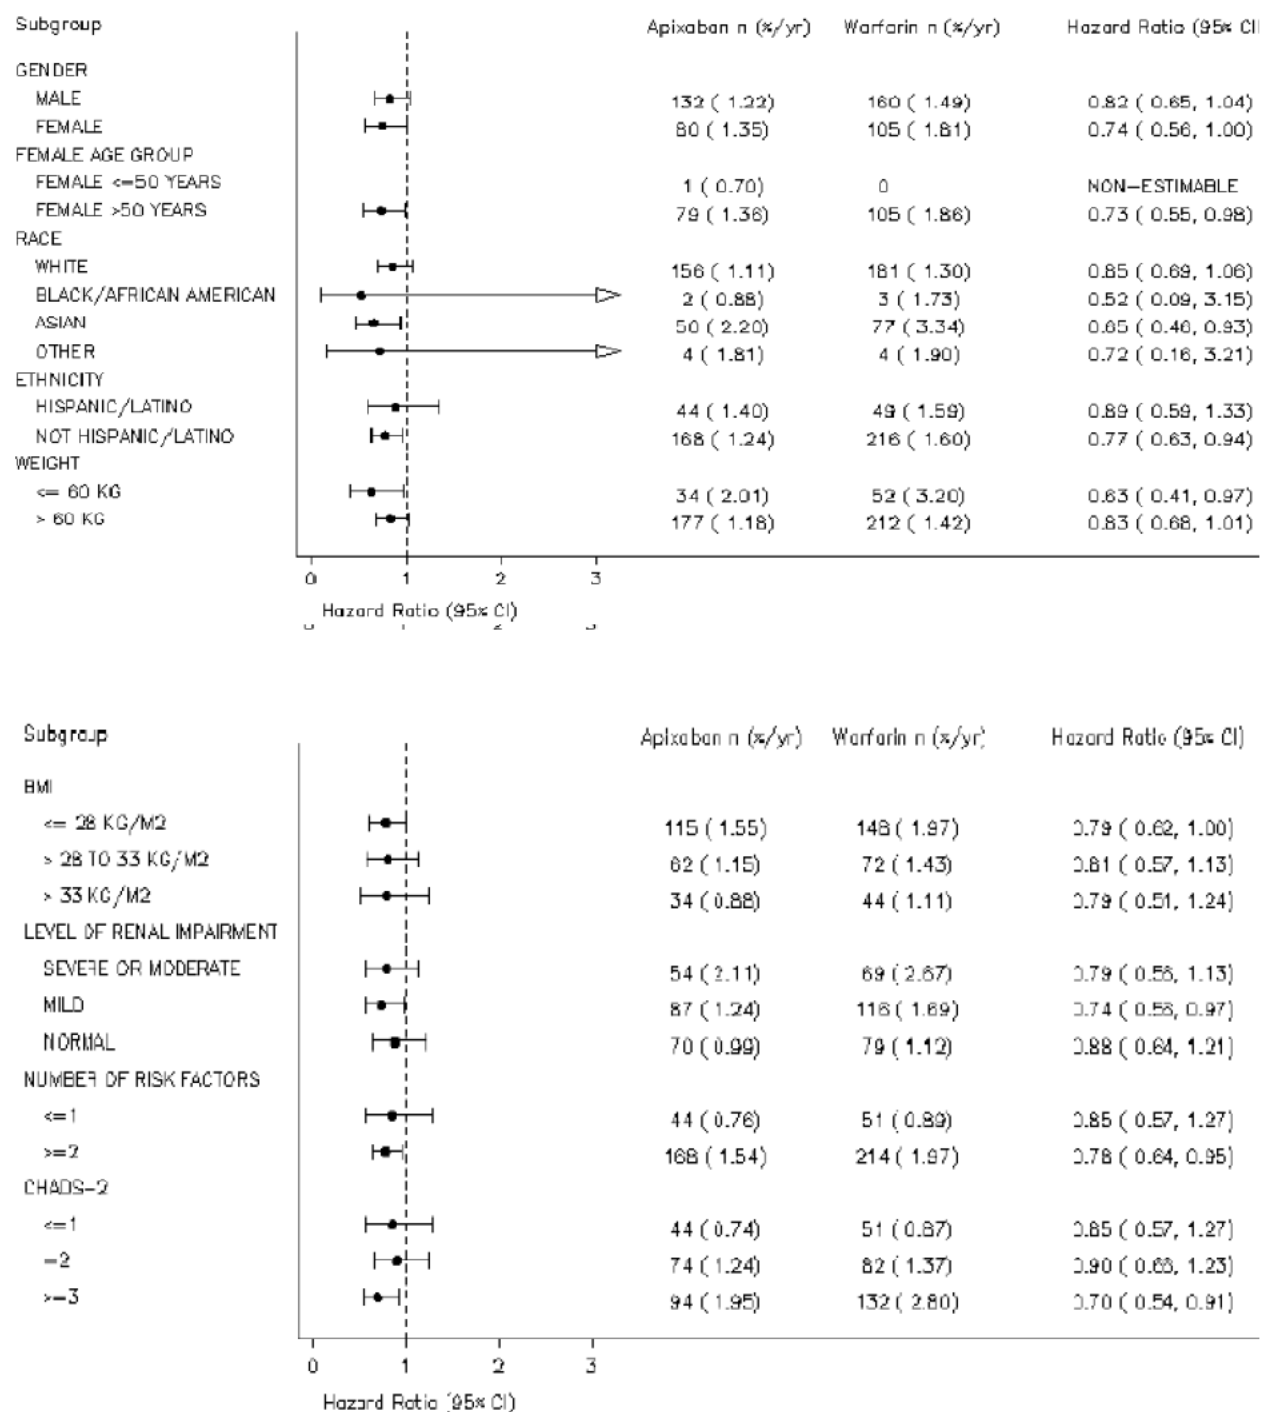 Subgroup Apixaban n (%/yr) Warfarin n (%/yr) Hazard Ratio (95% CI
GENDER
MALE 132 ( 1.22) 160 ( 1.49) 0.82 ( 0.65, 1.04)
FEMALE 80 ( 1.35) 105 ( 1.81) 0.74 ( 0.56, 1.00)
FEMALE AGE GROUP
FEMALE <=50 YEARS 1 ( 0.70) 0 NON-ESTIMABLE
FEMALE >50 YEARS 79 ( 1.36) 105 ( 1.86) 0.73 ( 0.55, 0.98)
RACE
WHITE 156 ( 1.11) 181 ( 1.30) 0.85 ( 0.69, 1.06)
BLACK/AFRICAN AMERICAN 2 ( 0.88) 3 ( 1.73) 0.52 ( 0.09, 3.15)
ASIAN 50 ( 2.20) 77 ( 3.34) 0.65 ( 0.46, 0.93)
OTHER 4 ( 1.81) 4 ( 1.90) 0.72 ( 0.16, 3.21)
ETHNICITY
HISPANIC/LATINO 44 ( 1.40) 49 ( 1.59) 0.89 ( 0.59, 1.33)
NOT HISPANIC/LATINO 168 ( 1.24) 216 ( 1.60) 0.77 ( 0.63, 0.94)
WEIGHT
<= 60 KG 34 ( 2.01) 52 ( 3.20) 0.63 ( 0.41, 0.97)
> 60 KG 177 ( 1.18) 212 ( 1.42) 0.83 ( 0.68, 1.01)
0 1 2 3
Hazard Ratio (95% CI)
Subgroup Apixaban n (%/yr) Warfarin n (%/yr) Hazard Ratio (95% CI)
BMI
<= 28 KG/M2 115 ( 1.55) 148 ( 1.97) 0.79 ( 0.62, 1.00)
> 28 TO 33 KG/M2 62 ( 1.15) 72 ( 1.43) 0.81 ( 0.57, 1.13)
> 33 KG/M2 34 ( 0.88) 44 ( 1.11) 0.79 ( 0.51, 1.24)
LEVEL OF RENAL IMPAIRMENT
SEVERE OR MODERATE 54 ( 2.11) 69 ( 2.67) 0.79 ( 0.56, 1.13)
MILD 87 ( 1.24) 116 ( 1.69) 0.74 ( 0.56, 0.97)
NORMAL 70 ( 0.99) 79 ( 1.12) 0.88 ( 0.64, 1.21)
NUMBER OF RISK FACTORS
<=1 44 ( 0.76) 51 ( 0.89) 0.85 ( 0.57, 1.27)
>=2 168 ( 1.54) 214 ( 1.97) 0.78 ( 0.64, 0.95)
CHADS-2
<=1 44 ( 0.74) 51 ( 0.87) 0.85 ( 0.57, 1.27)
=2 74 ( 1.24) 82 ( 1.37) 0.90 ( 0.66, 1.23)
>=3 94 ( 1.95) 132 ( 2.80) 0.70 ( 0.54, 0.91)
0 1 2 3
Hazard Ratio (95% CI)